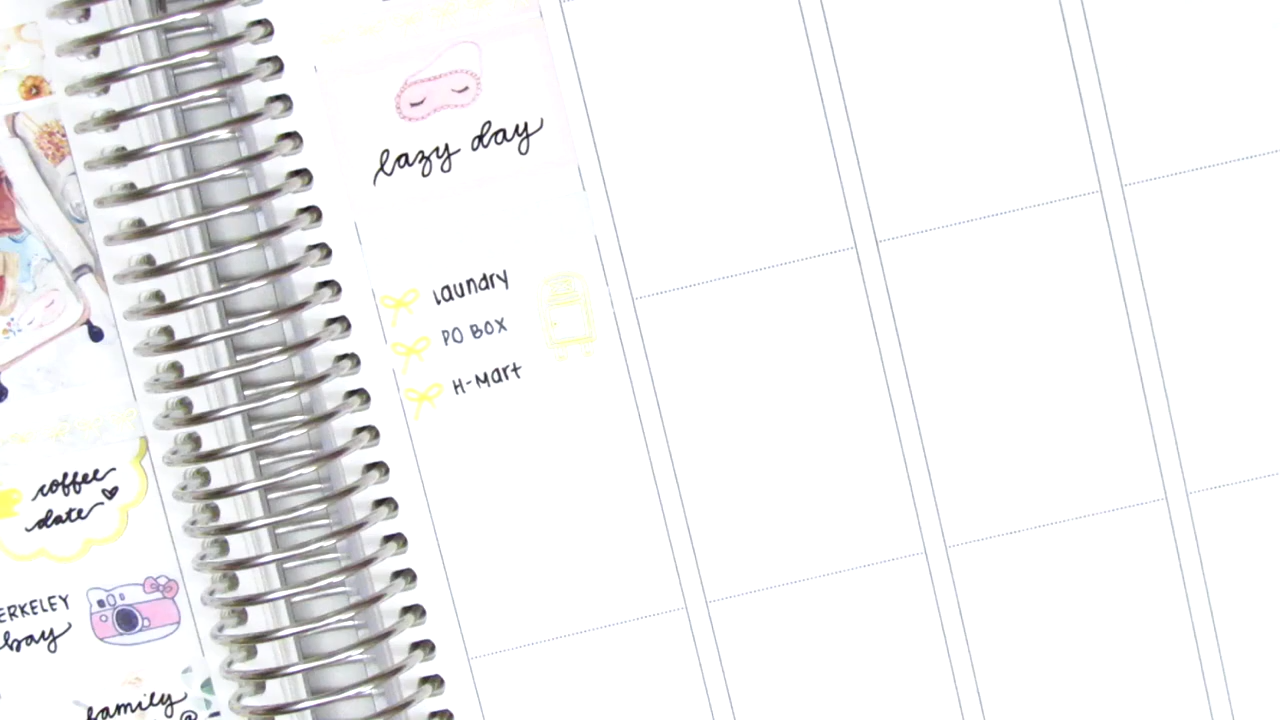 coffee
date
ERKELEY
bay
family
@
lazy day
laundry
PO BOX
H-Mart